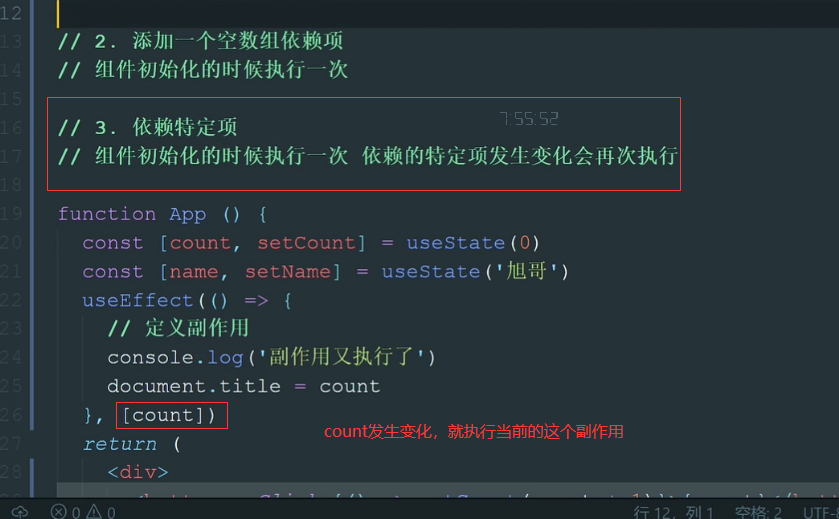 12
13 // 2. 添加一个空数组依赖项
14 // 组件初始化的时候执行一次
15
16 // 3. 依赖特定项 7:55:52
17 // 组件初始化的时候执行一次 依赖的特定项发生变化会再次执行
18
19 function App () {
20 const [count, setCount] = useState(0)
21 const [name, setName] = useState('旭哥')
22 useEffect(() => {
23 // 定义副作用
24 console.log('副作用又执行了')
25 document.title = count
26 }, [count])
count发生变化，就执行当前的这个副作用
27 return (
28 <div>
0 0 行 12, 列 1 空格: 2 UTF-